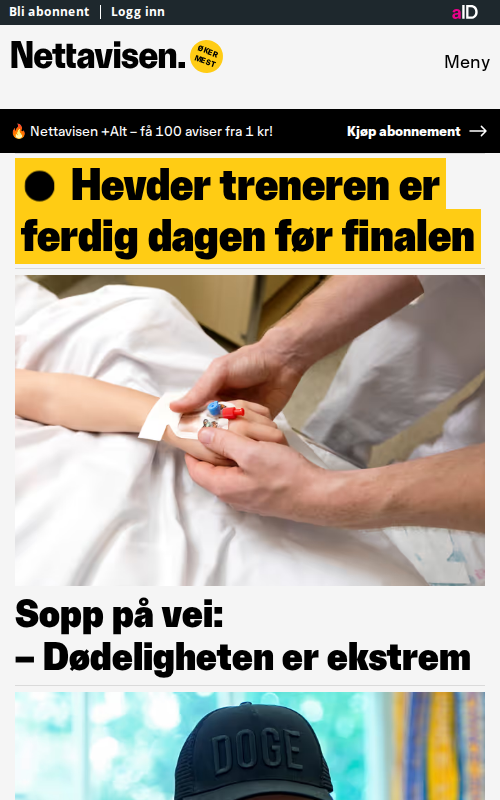 Bli abonnent
Logg inn
aID
Nettavisen.
ØKER
MEST
Meny
🔥 Nettavisen +Alt – få 100 aviser fra 1 kr!
Kjøp abonnement →
Hevder treneren er
ferdig dagen før finalen
Sopp på vei:
– Dødeligheten er ekstrem
DOGE